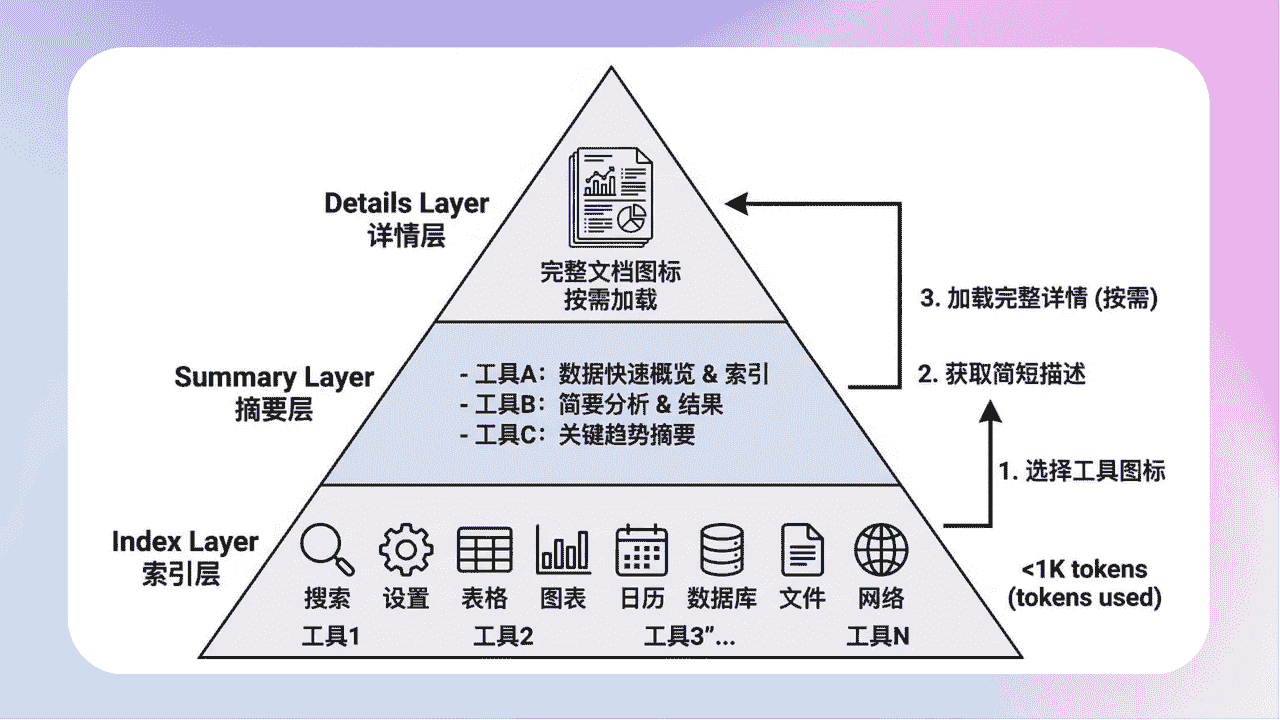 Details Layer
详情层
完整文档图标
按需加载
3. 加载完整详情 (按需)
Summary Layer
摘要层
- 工具A：数据快速概览 & 索引
- 工具B：简要分析 & 结果
- 工具C：关键趋势摘要
2. 获取简短描述
1. 选择工具图标
Index Layer
索引层
搜索 设置 表格 图表 日历 数据库 文件 网络
工具1 工具2 工具3”... 工具N
<1K tokens
(tokens used)